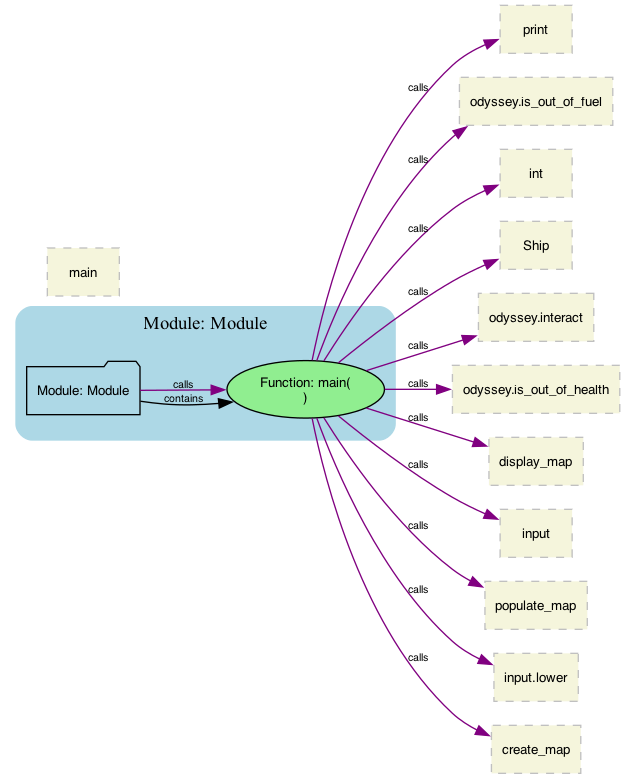 print
calls
odyssey.is_out_of_fuel
calls
int
calls
Ship
calls
main
odyssey.interact
calls
Module: Module
Module: Module
calls
contains
Function: main(
)
calls
odyssey.is_out_of_health
calls
display_map
calls
input
calls
populate_map
calls
input.lower
calls
create_map